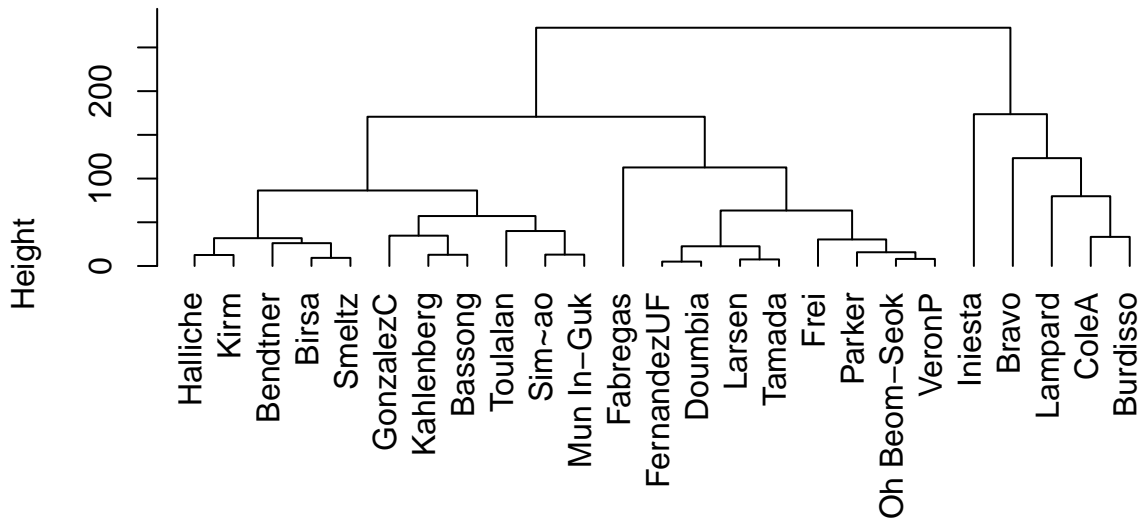 Height
200
100
0
Halliche
Kirm
Bendtner
Birsa
Smeltz
GonzalezC
Kahlenberg
Bassong
Toulalan
Sim~ao
Mun In−Guk
Fabregas
FernandezUF
Doumbia
Larsen
Tamada
Frei
Parker
Oh Beom−Seok
VeronP
Iniesta
Bravo
Lampard
ColeA
Burdisso